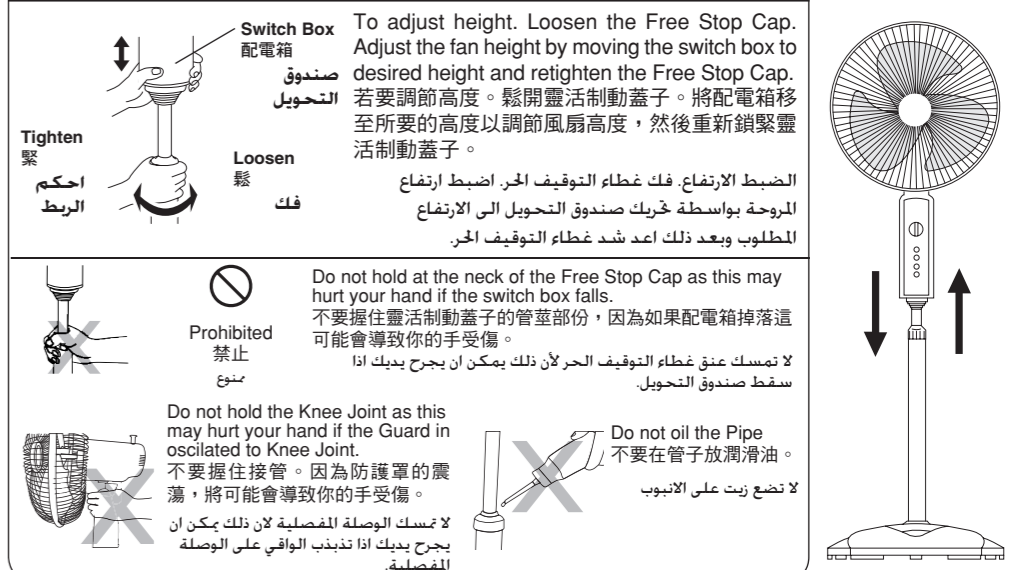 Switch Box
配電箱
صندوق
التحويل
Tighten
緊
احكم
الربط
Loosen
鬆
فك
To adjust height. Loosen the Free Stop Cap.
Adjust the fan height by moving the switch box to
desired height and retighten the Free Stop Cap.
若要調節高度。鬆開靈活制動蓋子。將配電箱移
至所要的高度以調節風扇高度，然後重新鎖緊靈
活制動蓋子。
الضبط الارتفاع. فك غطاء التوقيف الحر. اضبط ارتفاع
المروحة بواسطة تحريك صندوق التحويل الى الارتفاع
المطلوب وبعد ذلك اعد شد غطاء التوقيف الحر.
Prohibited
禁止
ممنوع
Do not hold at the neck of the Free Stop Cap as this may
hurt your hand if the switch box falls.
不要握住靈活制動蓋子的管莖部份，因為如果配電箱掉落這
可能會導致你的手受傷。
لا تمسك عنق غطاء التوقيف الحر لأن ذلك يمكن ان يجرح يديك اذا
سقط صندوق التحويل.
Do not hold the Knee Joint as this
may hurt your hand if the Guard in
oscilated to Knee Joint.
不要握住接管。因為防護罩的震
蕩，將可能會導致你的手受傷。
لا تمسك الوصلة المفصلية لان ذلك يمكن ان
يجرح يديك اذا تذبذب الواقي على الوصلة
المفصلية.
Do not oil the Pipe
不要在管子放潤滑油。
لا تضع زيت على الانبوب